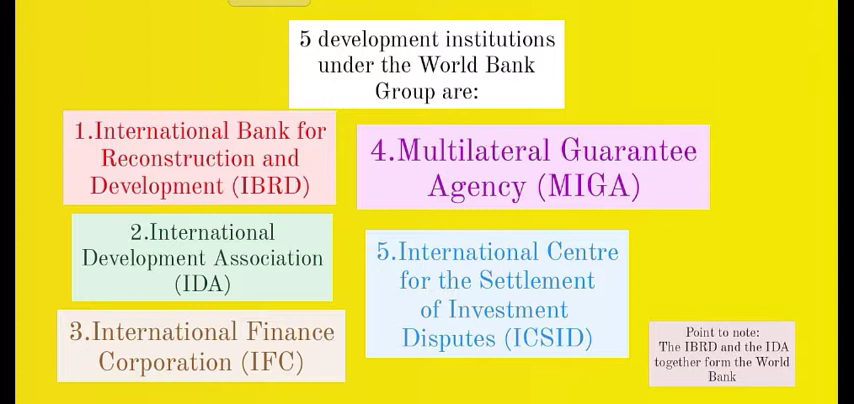 5 development institutions
under the World Bank
Group are:
1.International Bank for
Reconstruction and
Development (IBRD)
2.International
Development Association
(IDA)
3.International Finance
Corporation (IFC)
4.Multilateral Guarantee
Agency (MIGA)
5.International Centre
for the Settlement
of Investment
Disputes (ICSID)
Point to note:
The IBRD and the IDA
together form the World
Bank